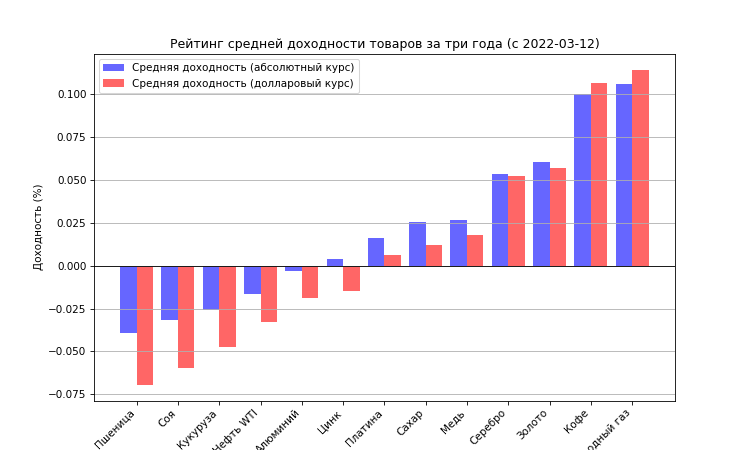 Рейтинг средней доходности товаров за три года (с 2022-03-12)
Средняя доходность (абсолютный курс)
Средняя доходность (долларовый курс)
Доходность (%)
0.100
0.075
0.050
0.025
0.000
−0.025
−0.050
−0.075
Пшеница
Соя
Кукуруза
Нефть WTI
Алюминий
Цинк
Платина
Сахар
Медь
Серебро
Золото
Кофе
газ